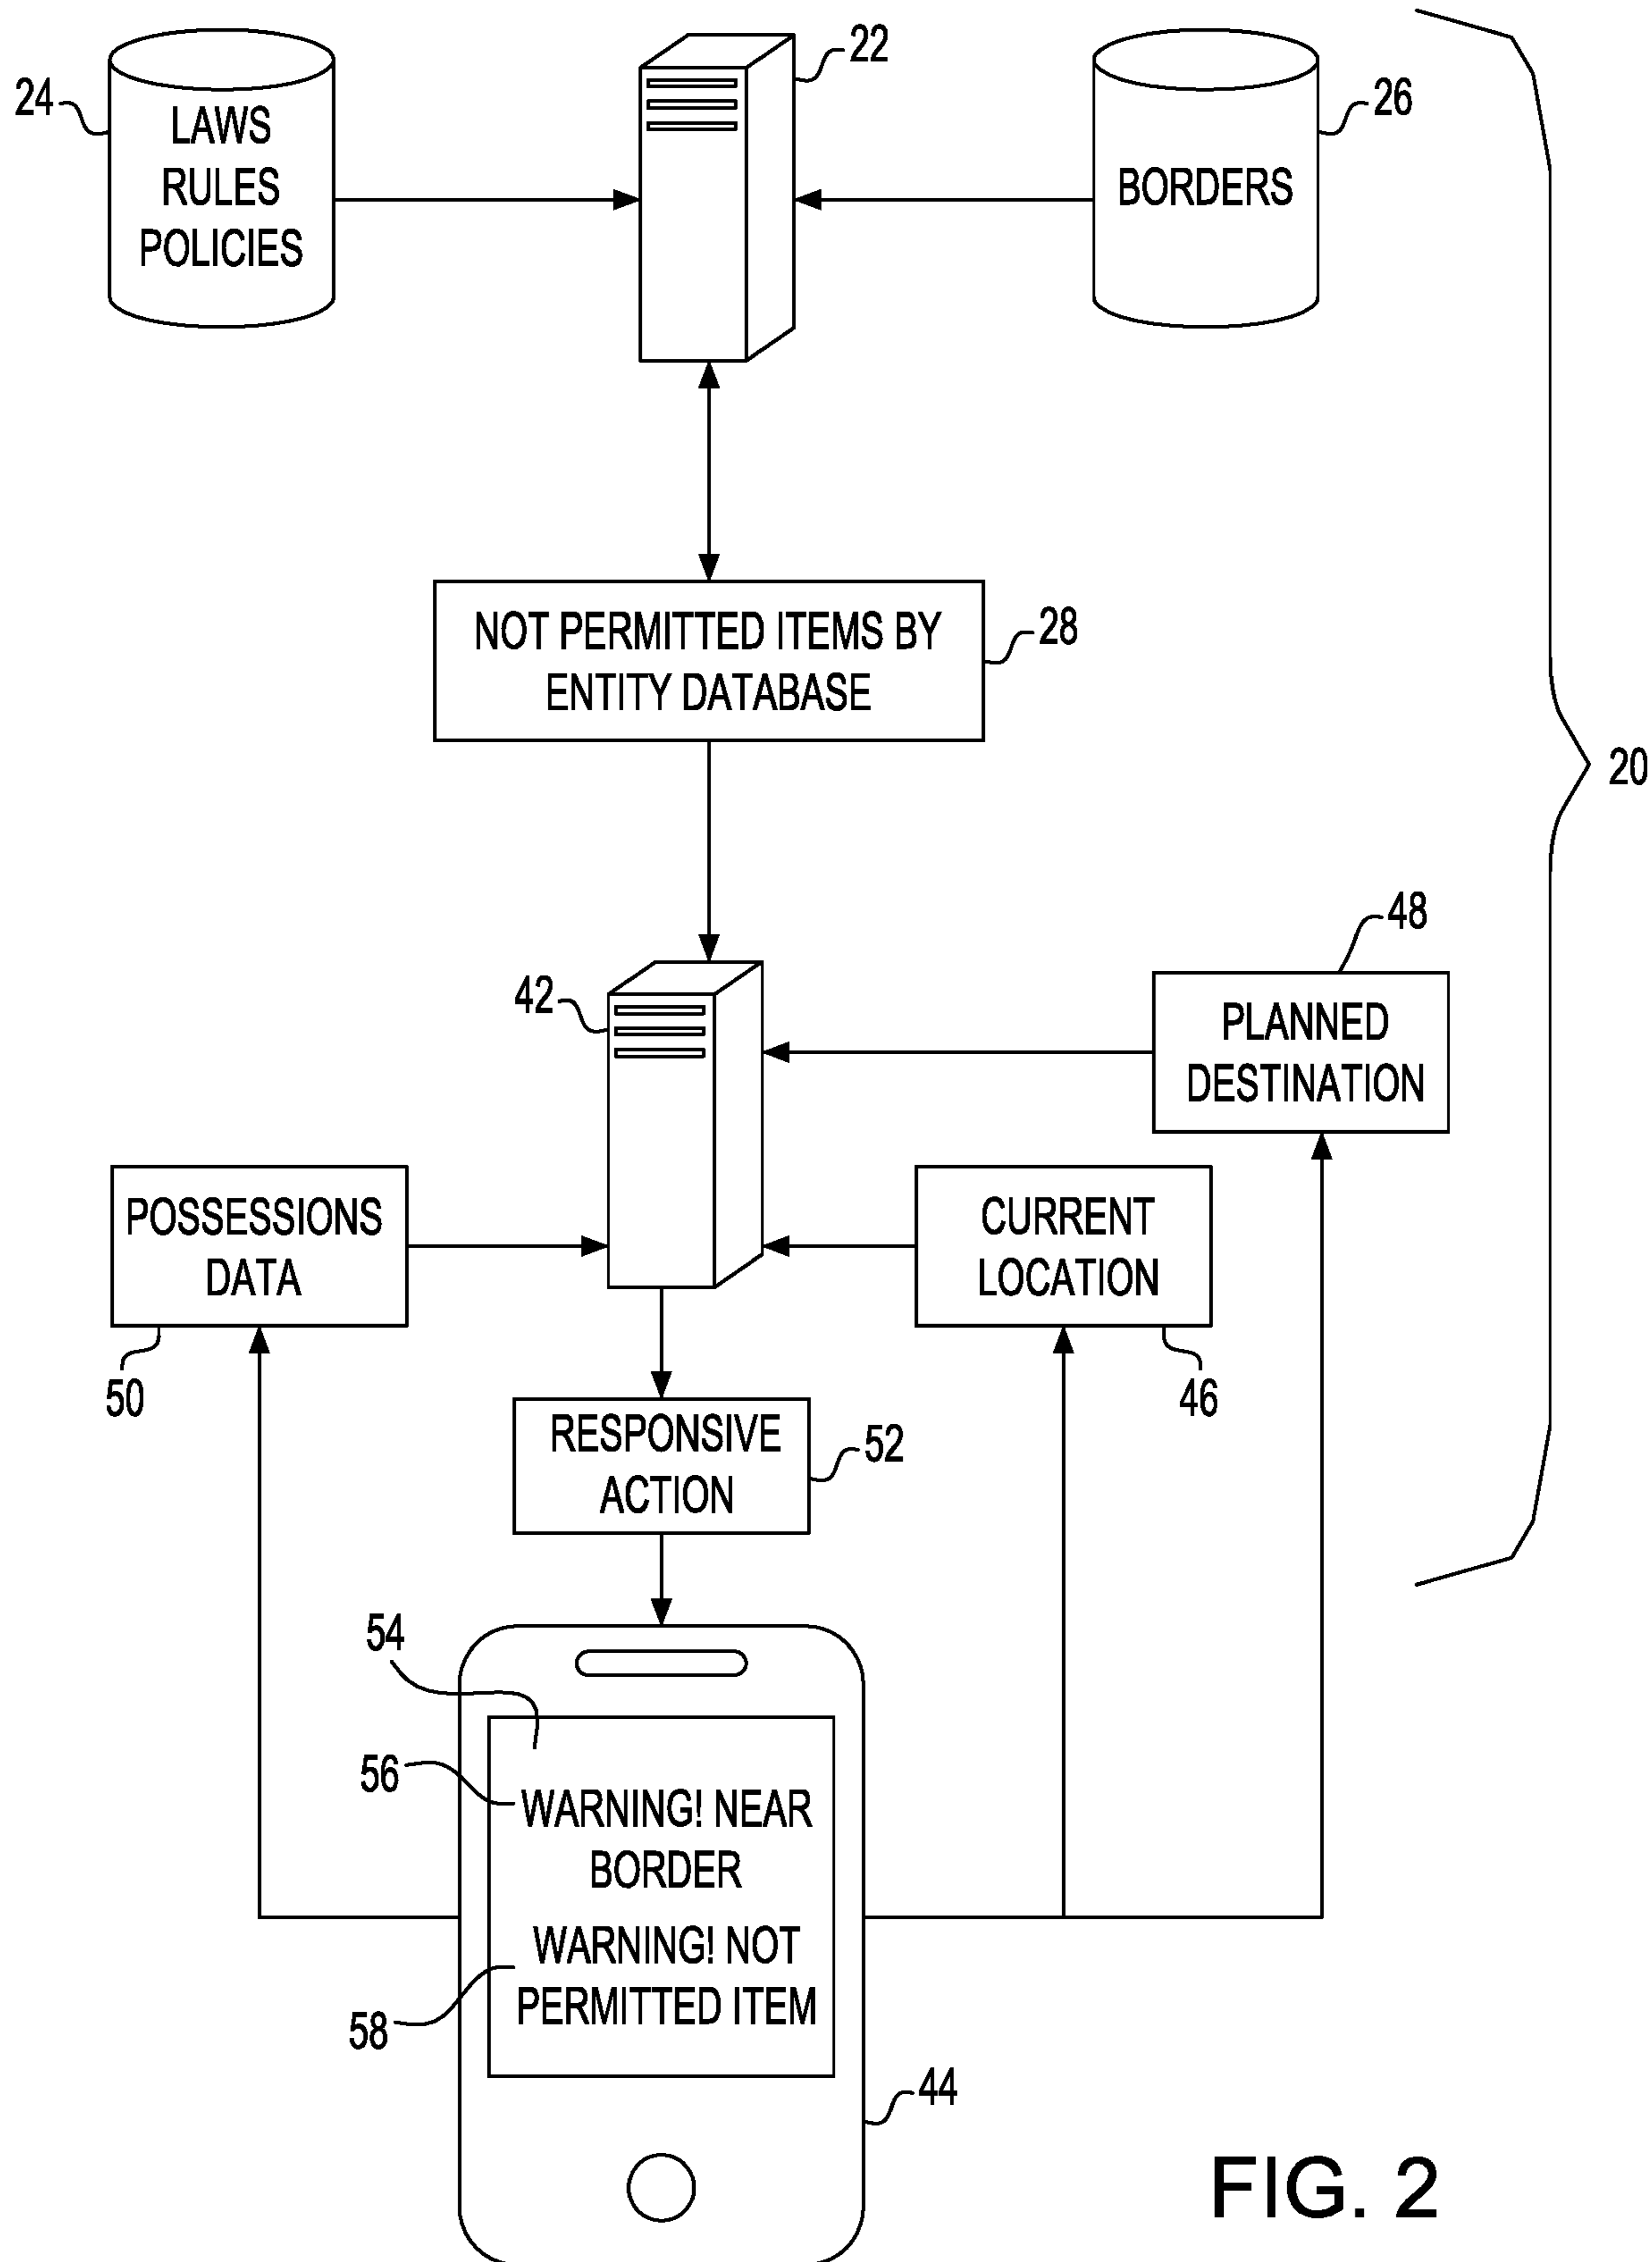 24
LAWS
RULES
POLICIES
22
26
BORDERS
NOT PERMITTED ITEMS BY
ENTITY DATABASE
28
20
48
42
PLANNED
DESTINATION
POSSESSIONS
DATA
CURRENT
LOCATION
50
46
RESPONSIVE
ACTION
52
54
56
WARNING! NEAR
BORDER
WARNING! NOT
PERMITTED ITEM
58
44
FIG. 2